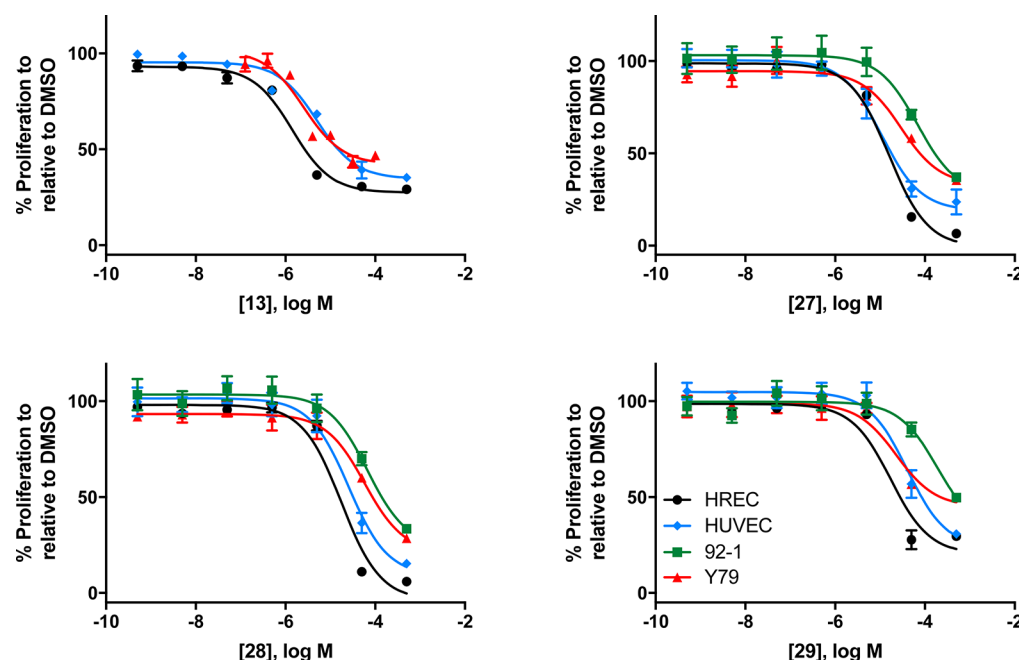 % Proliferation to
relative to DMSO
100
50
0
-10 -8 -6 -4 -2
[13], log M
% Proliferation to
relative to DMSO
100
50
0
-10 -8 -6 -4 -2
[27], log M
% Proliferation to
relative to DMSO
100
50
0
-10 -8 -6 -4 -2
[28], log M
% Proliferation to
relative to DMSO
100
50
0
HREC
HUVEC
92-1
Y79
-10 -8 -6 -4 -2
[29], log M